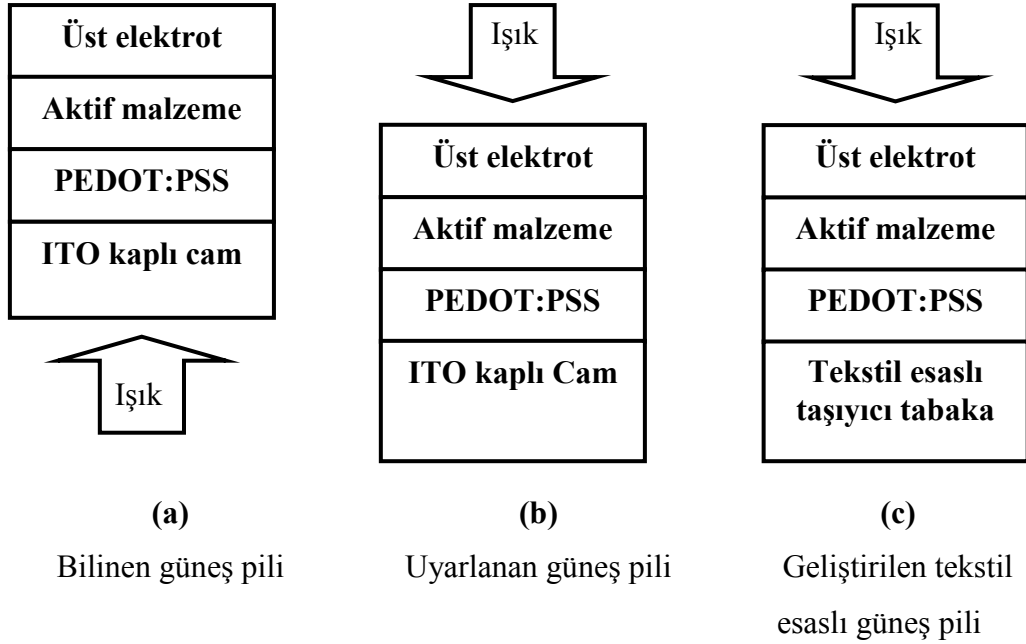 Üst elektrot
Aktif malzeme
PEDOT:PSS
ITO kaplı cam
Işık
(a)
Bilinen güneş pili
Işık
Üst elektrot
Aktif malzeme
PEDOT:PSS
ITO kaplı Cam
(b)
Uyarlanan güneş pili
Işık
Üst elektrot
Aktif malzeme
PEDOT:PSS
Tekstil esaslı
taşıyıcı tabaka
(c)
Geliştirilen tekstil
esaslı güneş pili